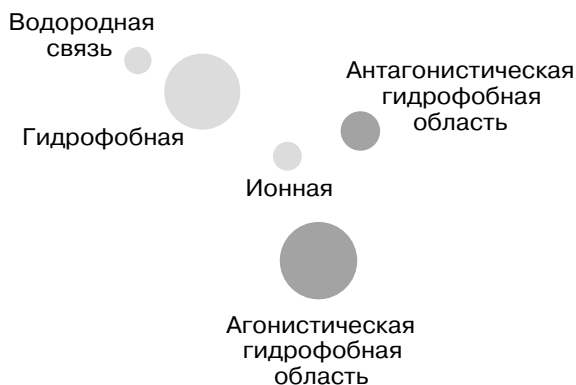 Водородная
связь
Гидрофобная
Антагонистическая
гидрофобная
область
Ионная
Агонистическая
гидрофобная
область